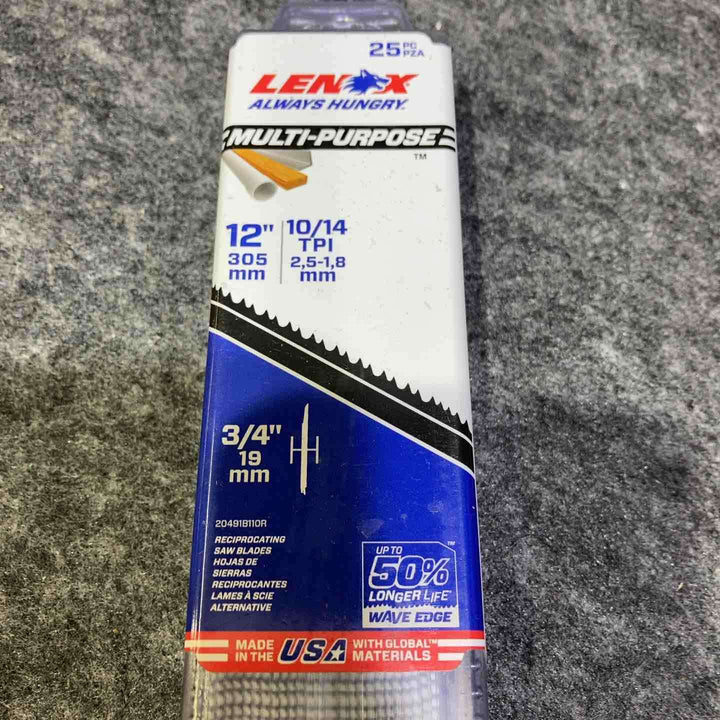 25 PC
PZA
LENOX
ALWAYS HUNGRY.
MULTI-PURPOSE
TM
12"
305
mm
10/14
TPI
2,5-1,8
mm
3/4"
19
mm
20491B110R
RECIPROCATING
SAW BLADES
HOJAS DE
SIERRAS
RECIPROCANTES
LAMES À SCIE
ALTERNATIVE
UP TO
50%
LONGER LIFE
WAVE EDGE
TM
MADE
IN THE
USA
WITH GLOBAL
MATERIALS